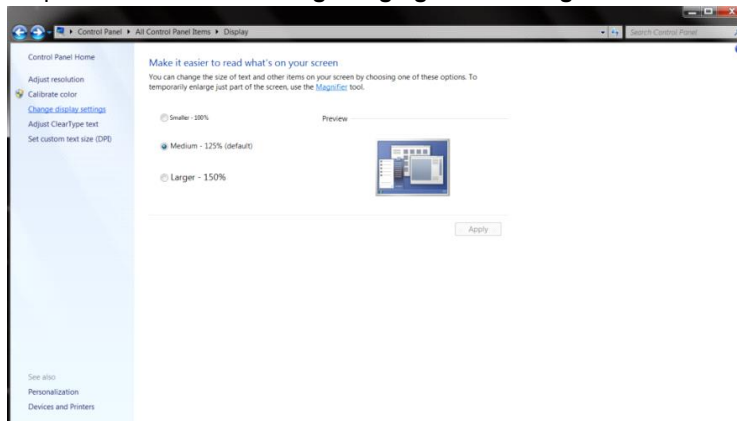 Control Panel ▸ All Control Panel Items ▸ Display
Search Control Panel
Control Panel Home
Adjust resolution
Calibrate color
Change display settings
Adjust ClearType text
Set custom text size (DPI)
Make it easier to read what's on your screen
You can change the size of text and other items on your screen by choosing one of these options. To
temporarily enlarge just part of the screen, use the Magnifier tool.
Smaller - 100%
Preview
Medium - 125% (default)
Larger - 150%
Apply
See also
Personalization
Devices and Printers